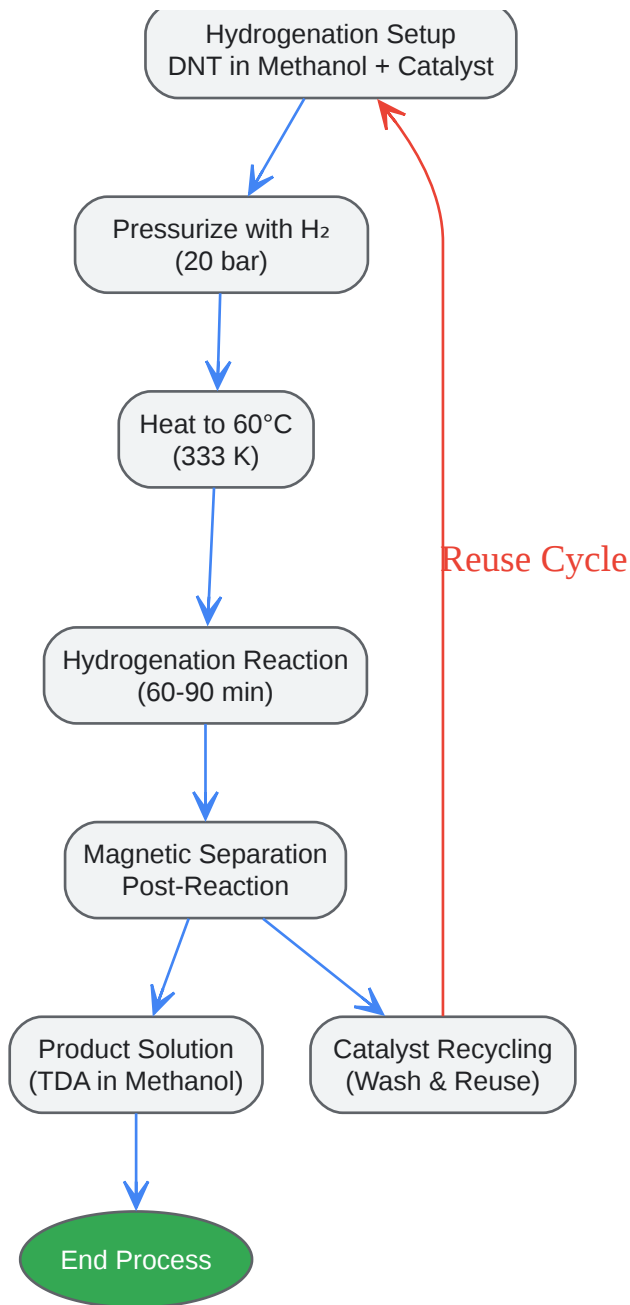 Hydrogenation Setup
DNT in Methanol + Catalyst
Pressurize with H₂
(20 bar)
Heat to 60°C
(333 K)
Reuse Cycle
Hydrogenation Reaction
(60-90 min)
Magnetic Separation
Post-Reaction
Product Solution
(TDA in Methanol)
Catalyst Recycling
(Wash & Reuse)
End Process